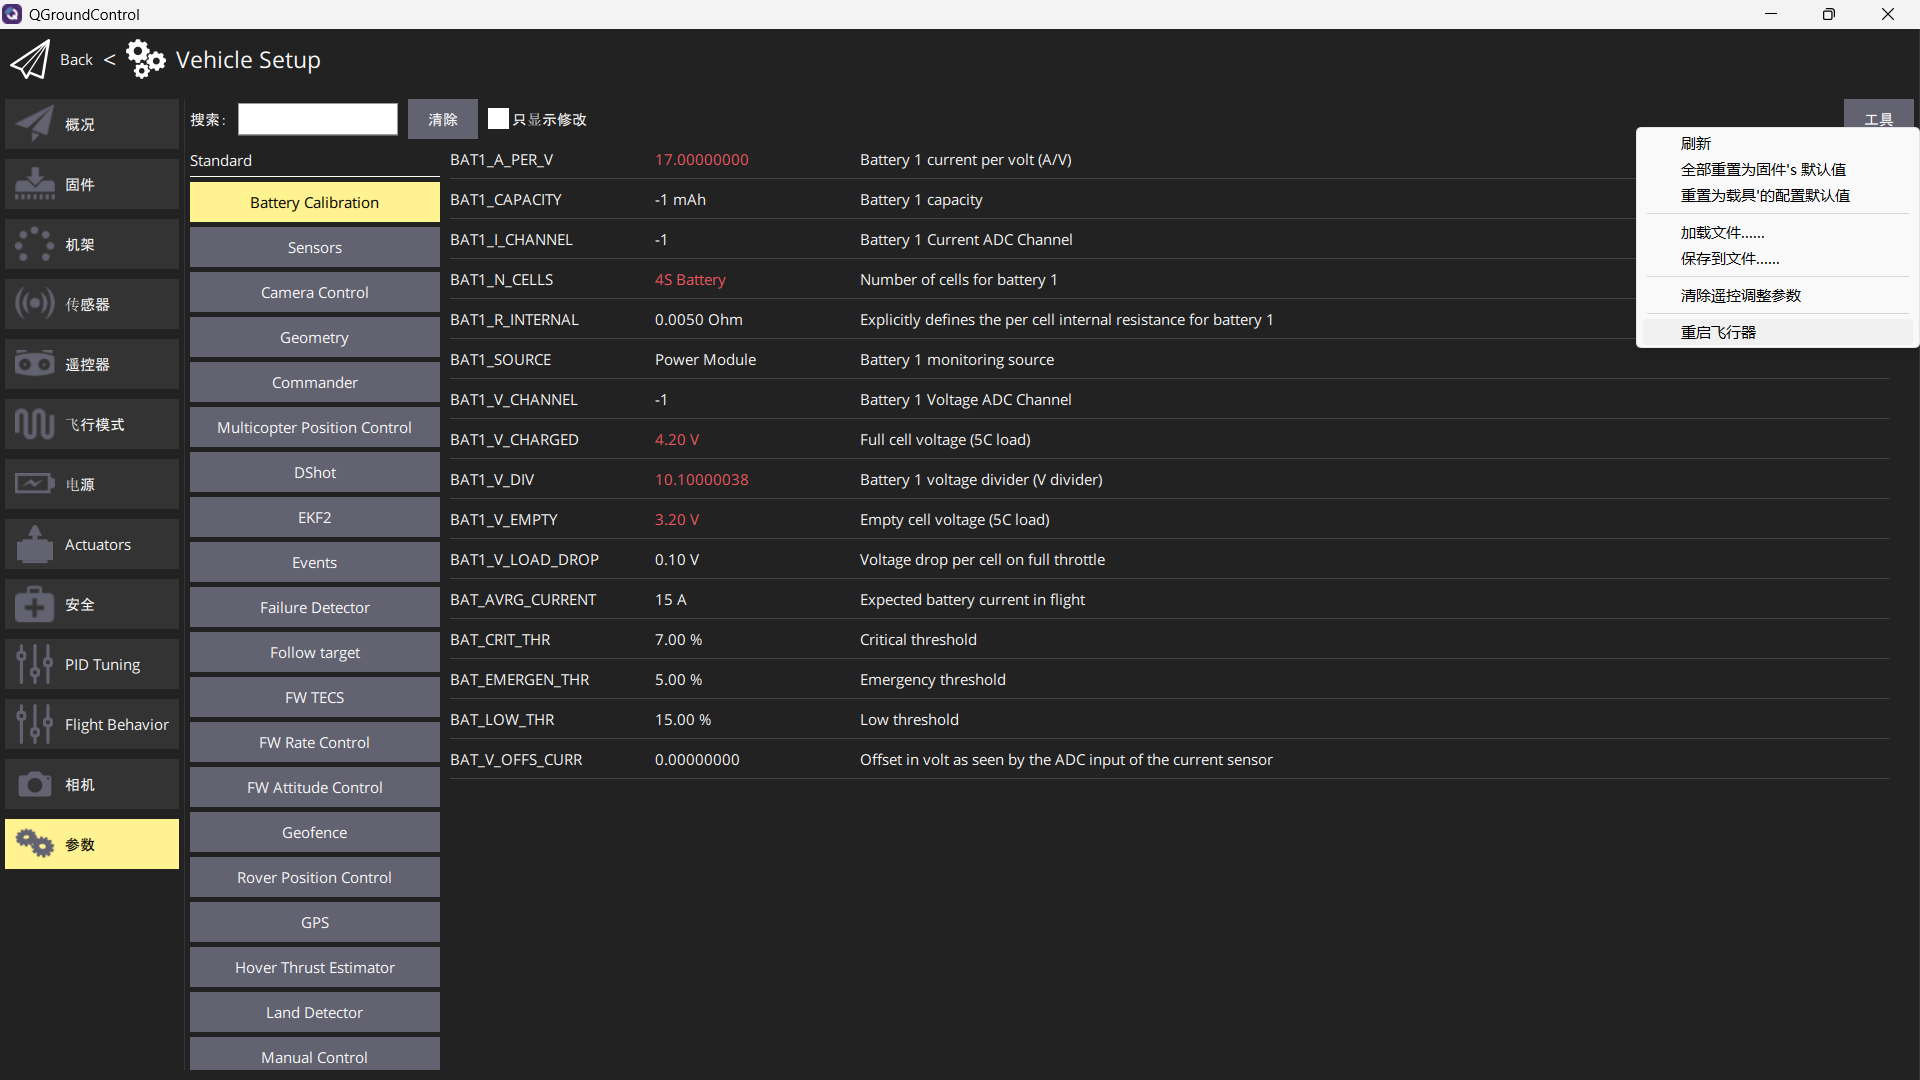 QGroundControl
Back < Vehicle Setup
概况
固件
机架
传感器
遥控器
飞行模式
电源
Actuators
安全
PID Tuning
Flight Behavior
相机
参数
搜索：
清除
只显示修改
工具
Standard
Battery Calibration
Sensors
Camera Control
Geometry
Commander
Multicopter Position Control
DShot
EKF2
Events
Failure Detector
Follow target
FW TECS
FW Rate Control
FW Attitude Control
Geofence
Rover Position Control
GPS
Hover Thrust Estimator
Land Detector
Manual Control
BAT1_A_PER_V 17.00000000 Battery 1 current per volt (A/V)
BAT1_CAPACITY -1 mAh Battery 1 capacity
BAT1_I_CHANNEL -1 Battery 1 Current ADC Channel
BAT1_N_CELLS 4S Battery Number of cells for battery 1
BAT1_R_INTERNAL 0.0050 Ohm Explicitly defines the per cell internal resistance for battery 1
BAT1_SOURCE Power Module Battery 1 monitoring source
BAT1_V_CHANNEL -1 Battery 1 Voltage ADC Channel
BAT1_V_CHARGED 4.20 V Full cell voltage (5C load)
BAT1_V_DIV 10.10000038 Battery 1 voltage divider (V divider)
BAT1_V_EMPTY 3.20 V Empty cell voltage (5C load)
BAT1_V_LOAD_DROP 0.10 V Voltage drop per cell on full throttle
BAT_AVRG_CURRENT 15 A Expected battery current in flight
BAT_CRIT_THR 7.00 % Critical threshold
BAT_EMERGEN_THR 5.00 % Emergency threshold
BAT_LOW_THR 15.00 % Low threshold
BAT_V_OFFS_CURR 0.00000000 Offset in volt as seen by the ADC input of the current sensor
刷新
全部重置为固件's 默认值
重置为载具'的配置默认值
加载文件......
保存到文件......
清除遥控调整参数
重启飞行器